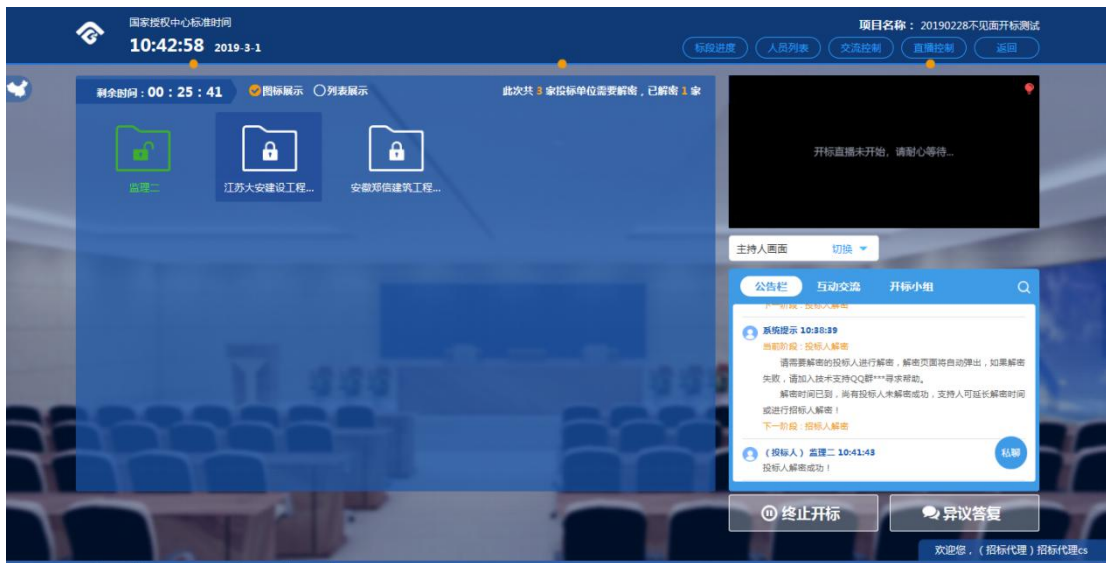 国家授权中心标准时间
10:42:58 2019-3-1
项目名称：20190228不见面开标测试
标段进度 人员列表 交流控制 直播控制 返回
剩余时间：00：25：41 图标展示 列表展示 此次共 3 家投标单位需要解密，已解密 1 家
监理二 江苏大安建设工程... 安徽郑信建筑工程...
开标直播未开始，请耐心等待...
主持人画面 切换
公告栏 互动交流 开标小组
下一阶段：投标人解密
系统提示 10:38:39
当前阶段：投标人解密
请需要解密的投标人进行解密，解密页面将自动弹出，如果解密
失败，请加入技术支持QQ群***寻求帮助。
解密时间已到，尚有投标人未解密成功，支持人可延长解密时间
或进行招标人解密！
下一阶段：招标人解密
（投标人）监理二 10:41:43
投标人解密成功！
私聊
终止开标 异议答复
欢迎您，（招标代理）招标代理cs